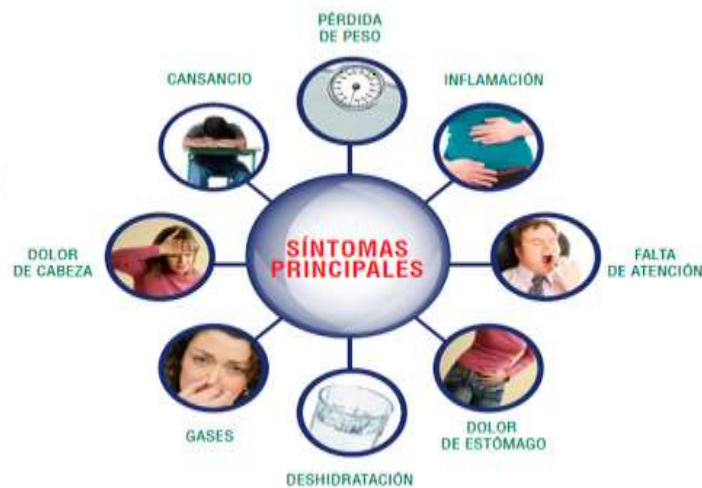 PÉRDIDA
DE PESO
CANSANCIO
INFLAMACIÓN
SÍNTOMAS
PRINCIPALES
DOLOR
DE CABEZA
FALTA
DE ATENCIÓN
GASES
DOLOR
DE ESTÓMAGO
DESHIDRATACIÓN